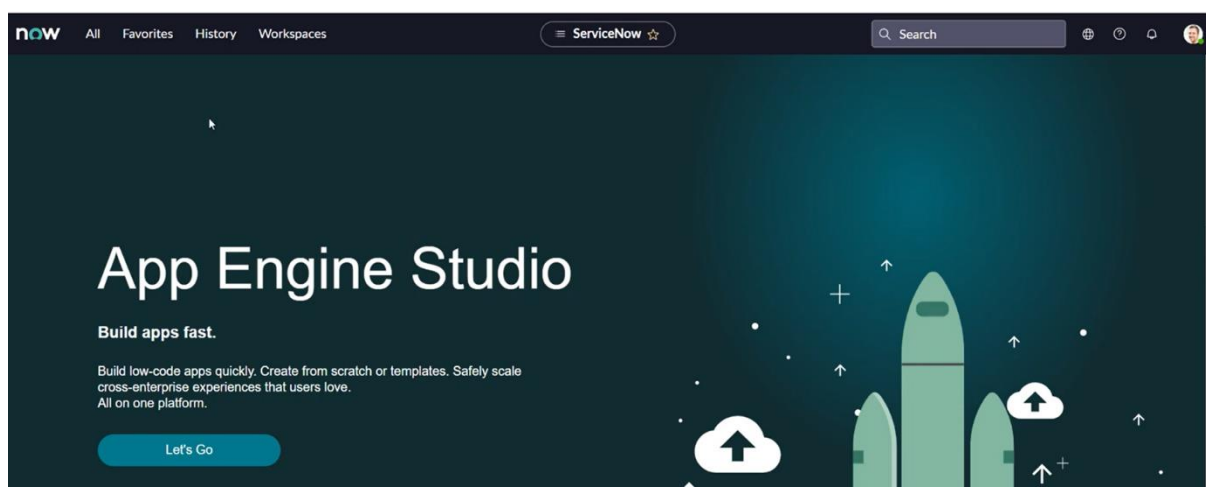 now All Favorites History Workspaces ServiceNow Search
App Engine Studio
Build apps fast.
Build low-code apps quickly. Create from scratch or templates. Safely scale
cross-enterprise experiences that users love.
All on one platform.
Let's Go